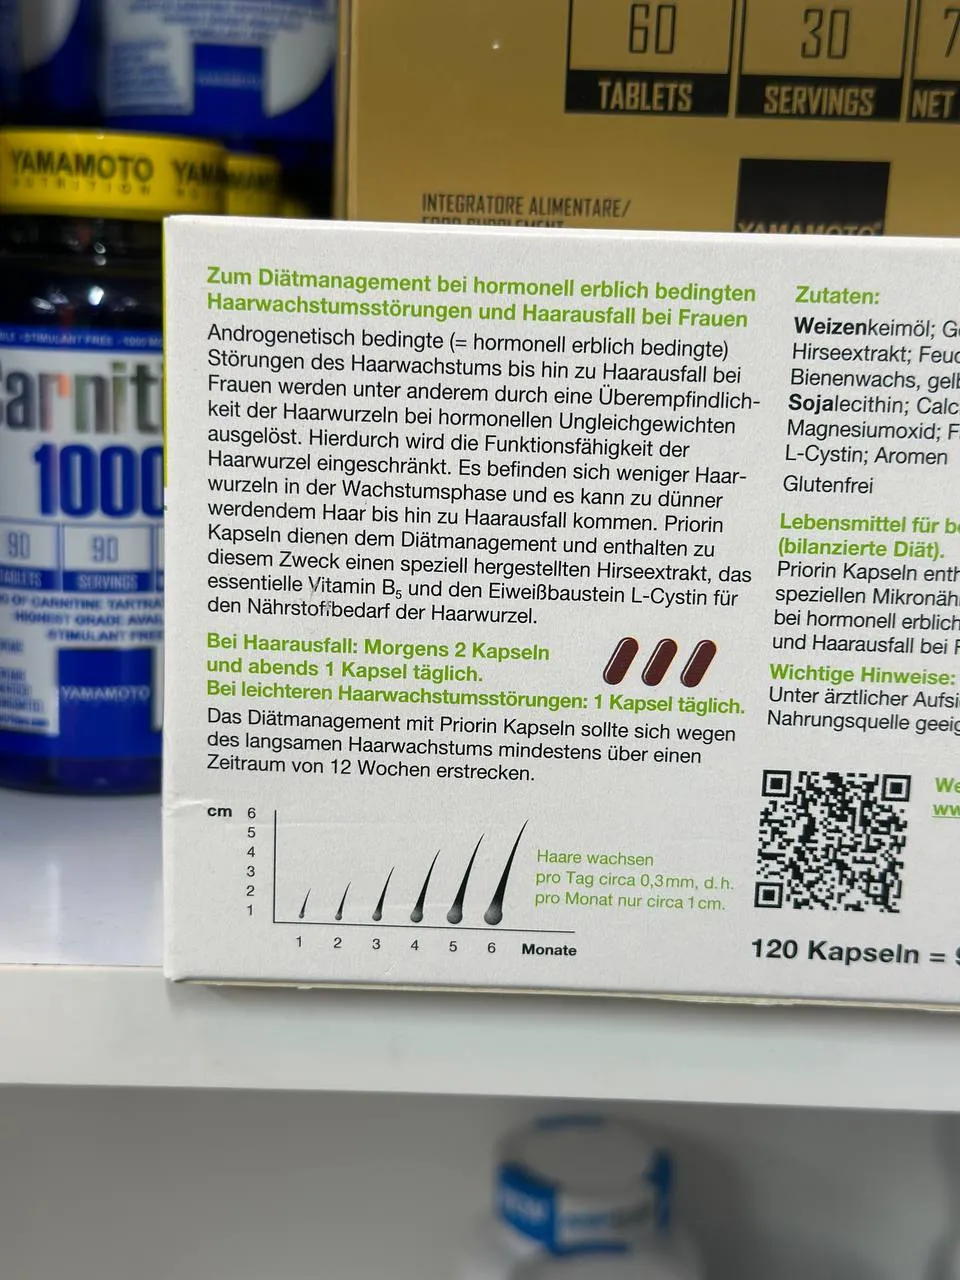 60
TABLETS
30
SERVINGS
7
NET
INTEGRATORE ALIMENTARE/
FOOD SUPPLEMENT
YAMAMOTO®
YAMAMOTO
NUTRITION
1000
90
TABLETS
90
SERVINGS
YAMAMOTO
Zum Diätmanagement bei hormonell erblich bedingten
Haarwachstumsstörungen und Haarausfall bei Frauen
Androgenetisch bedingte (= hormonell erblich bedingte)
Störungen des Haarwachstums bis hin zu Haarausfall bei
Frauen werden unter anderem durch eine Überempfindlich-
keit der Haarwurzeln bei hormonellen Ungleichgewichten
ausgelöst. Hierdurch wird die Funktionsfähigkeit der
Haarwurzel eingeschränkt. Es befinden sich weniger Haar-
wurzeln in der Wachstumsphase und es kann zu dünner
werdendem Haar bis hin zu Haarausfall kommen. Priorin
Kapseln dienen dem Diätmanagement und enthalten zu
diesem Zweck einen speziell hergestellten Hirseextrakt, das
essentielle Vitamin B₅ und den Eiweißbaustein L-Cystin für
den Nährstoffbedarf der Haarwurzel.
Bei Haarausfall: Morgens 2 Kapseln
und abends 1 Kapsel täglich.
Bei leichteren Haarwachstumsstörungen: 1 Kapsel täglich.
Das Diätmanagement mit Priorin Kapseln sollte sich wegen
des langsamen Haarwachstums mindestens über einen
Zeitraum von 12 Wochen erstrecken.
cm 6
5
4
3
2
1
1 2 3 4 5 6 Monate
Haare wachsen
pro Tag circa 0,3 mm, d. h.
pro Monat nur circa 1 cm.
Zutaten:
Weizenkeimöl;
Hirseextrakt;
Bienenwachs,
Sojalecithin;
Magnesiumoxid;
L-Cystin; Aromen
Glutenfrei
Lebensmittel für
(bilanzierte Diät).
Priorin Kapseln
speziellen
bei hormonell
und Haarausfall bei
Wichtige Hinweise:
Unter ärztlicher
Nahrungsquelle
120 Kapseln =